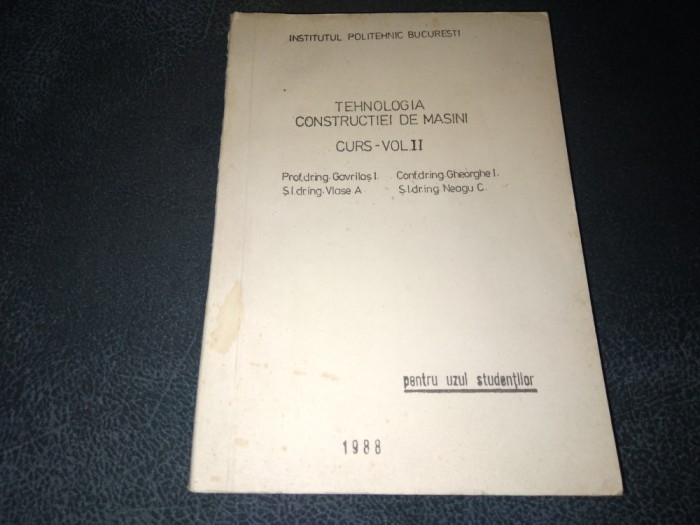 INSTITUTUL POLITEHNIC BUCURESTI
TEHNOLOGIA
CONSTRUCTIEI DE MASINI
CURS-VOL.II
Prof.dr.ing. Gavrilaș I. Conf.dr.ing. Gheorghe I.
Ș.l.dr.ing. Vlase A. Ș.l.dr.ing. Neagu C.
pentru uzul studenților
1988